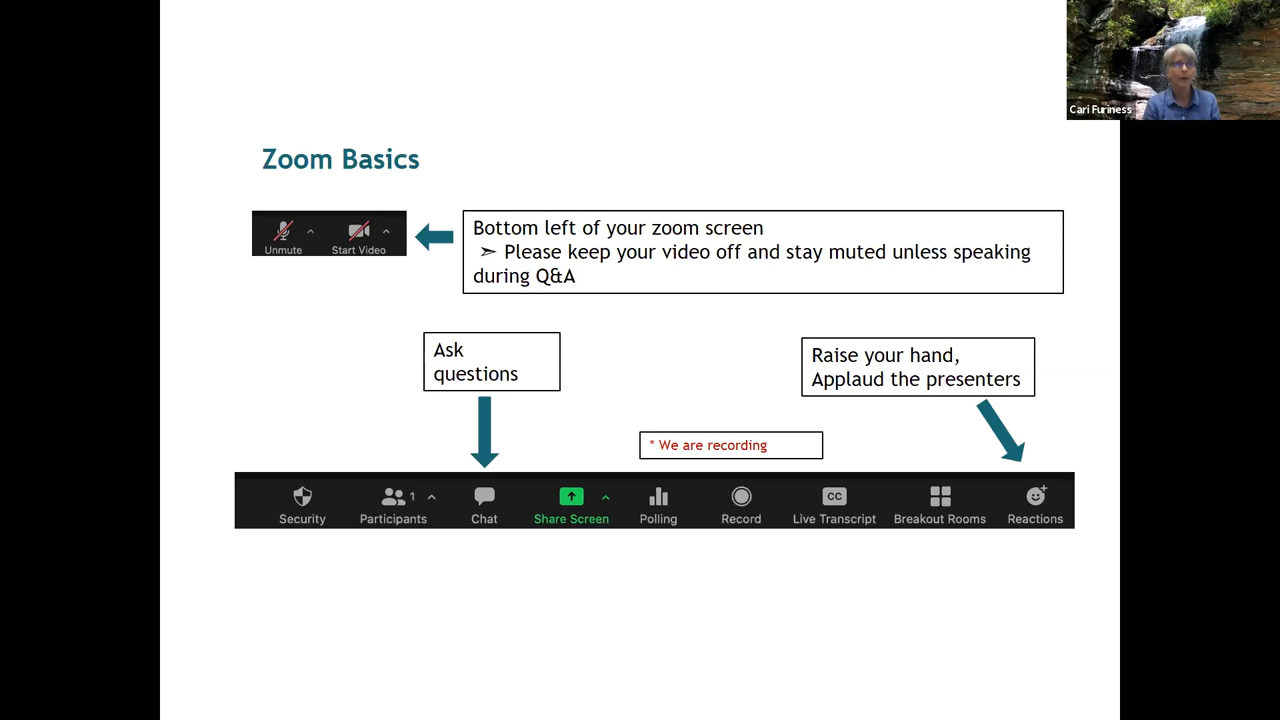 Cari Furiness
Zoom Basics
Unmute
Start Video
Bottom left of your zoom screen
➢ Please keep your video off and stay muted unless speaking
during Q&A
Ask
questions
Raise your hand,
Applaud the presenters
* We are recording
Security
Participants
1
Chat
Share Screen
Polling
Record
CC
Live Transcript
Breakout Rooms
Reactions